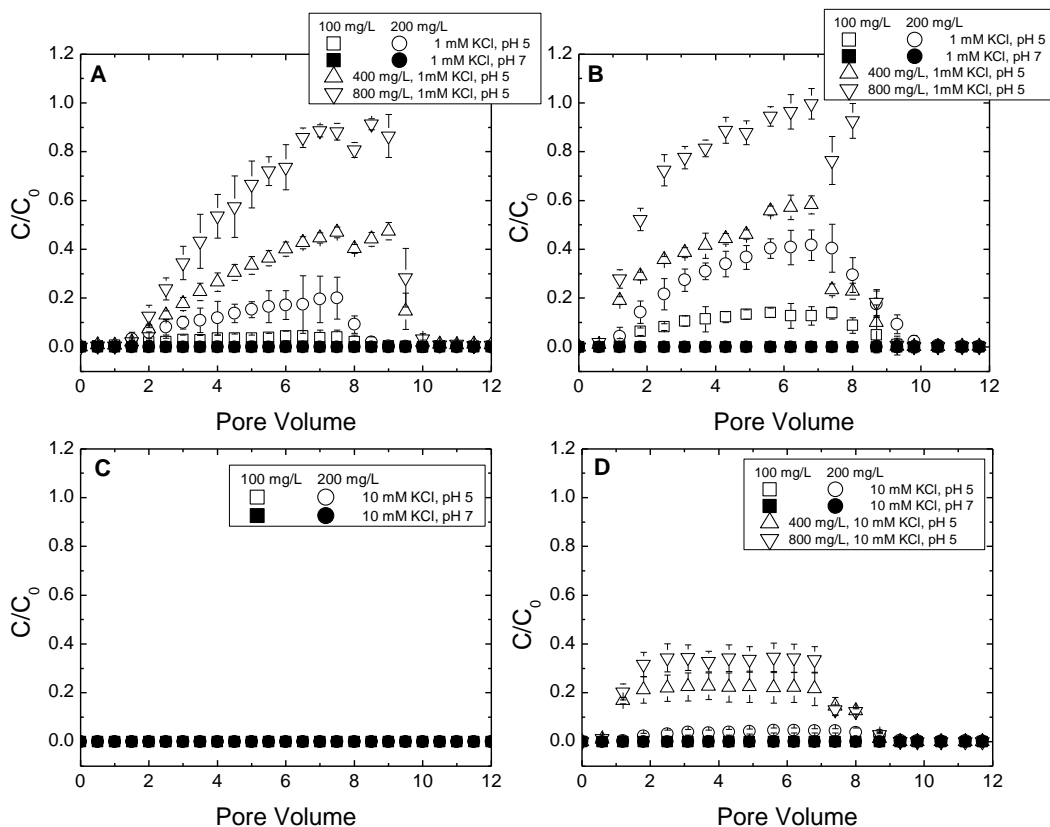 100 mg/L 200 mg/L
1 mM KCl, pH 5
1 mM KCl, pH 7
400 mg/L, 1mM KCl, pH 5
800 mg/L, 1mM KCl, pH 5
A
1.2
1.0
0.8
0.6
0.4
0.2
0.0
C/C0
0 2 4 6 8 10 12
Pore Volume
100 mg/L 200 mg/L
1 mM KCl, pH 5
1 mM KCl, pH 7
400 mg/L, 1mM KCl, pH 5
800 mg/L, 1mM KCl, pH 5
B
1.2
1.0
0.8
0.6
0.4
0.2
0.0
C/C0
0 2 4 6 8 10 12
Pore Volume
C
100 mg/L 200 mg/L
10 mM KCl, pH 5
10 mM KCl, pH 7
1.2
1.0
0.8
0.6
0.4
0.2
0.0
C/C0
0 2 4 6 8 10 12
Pore Volume
D
100 mg/L 200 mg/L
10 mM KCl, pH 5
10 mM KCl, pH 7
400 mg/L, 10 mM KCl, pH 5
800 mg/L, 10 mM KCl, pH 5
1.2
1.0
0.8
0.6
0.4
0.2
0.0
C/C0
0 2 4 6 8 10 12
Pore Volume